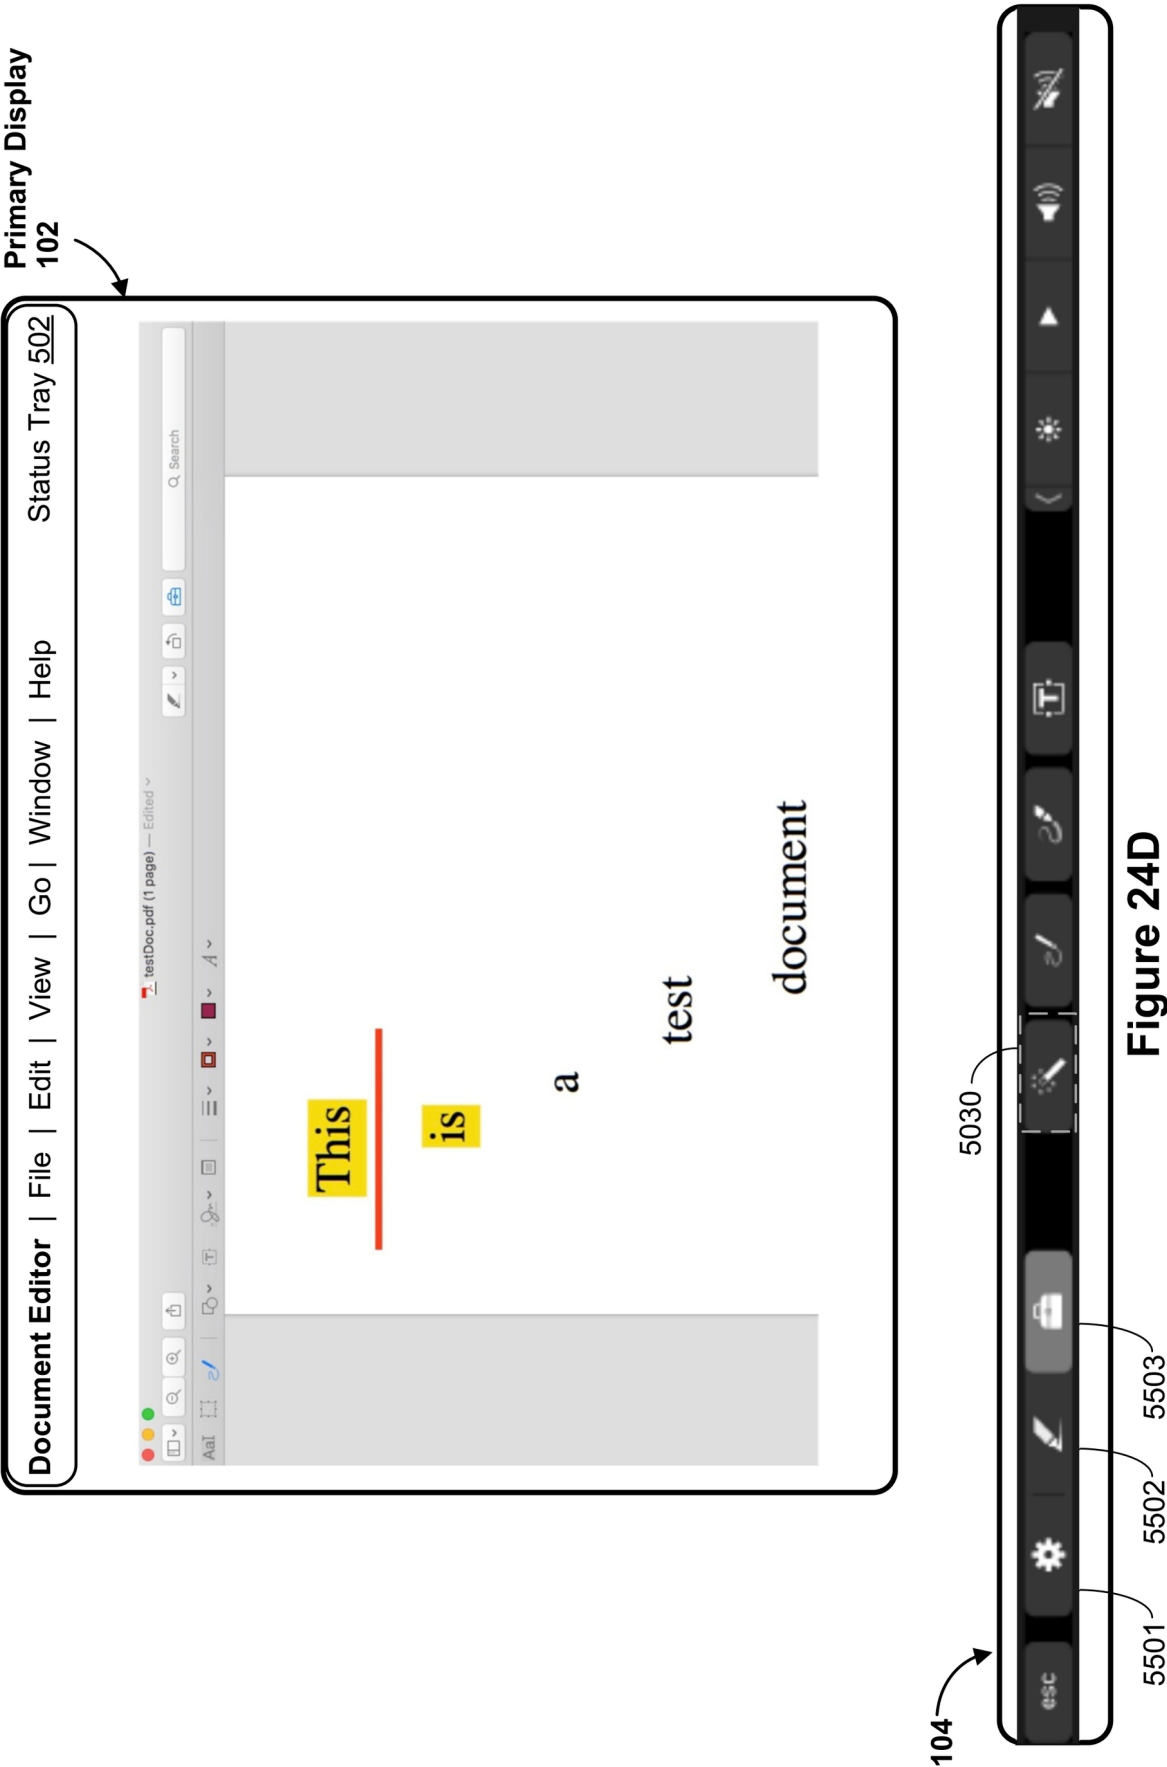 Primary Display
102
Document Editor | File | Edit | View | Go | Window | Help
Status Tray 502
testDoc.pdf (1 page) — Edited
Search
AaI
T
A
This
is
a
test
document
104
5030
esc
T
5501
5502
5503
Figure 24D